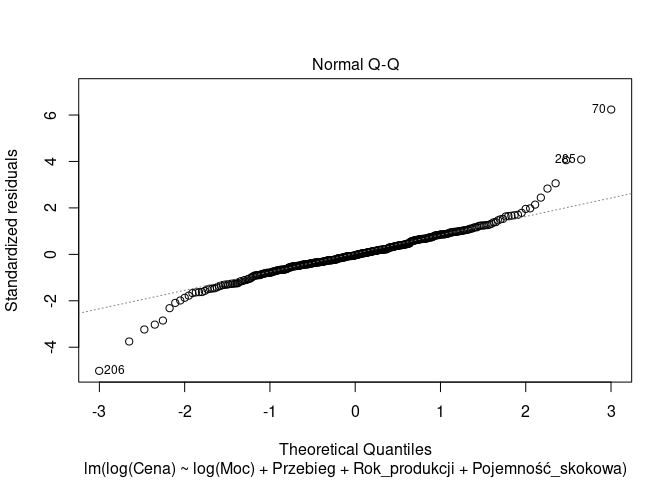 Normal Q-Q
Standardized residuals
6
4
2
0
-2
-4
70
285
206
-3 -2 -1 0 1 2 3
Theoretical Quantiles
lm(log(Cena) ~ log(Moc) + Przebieg + Rok_produkcji + Pojemność_skokowa)